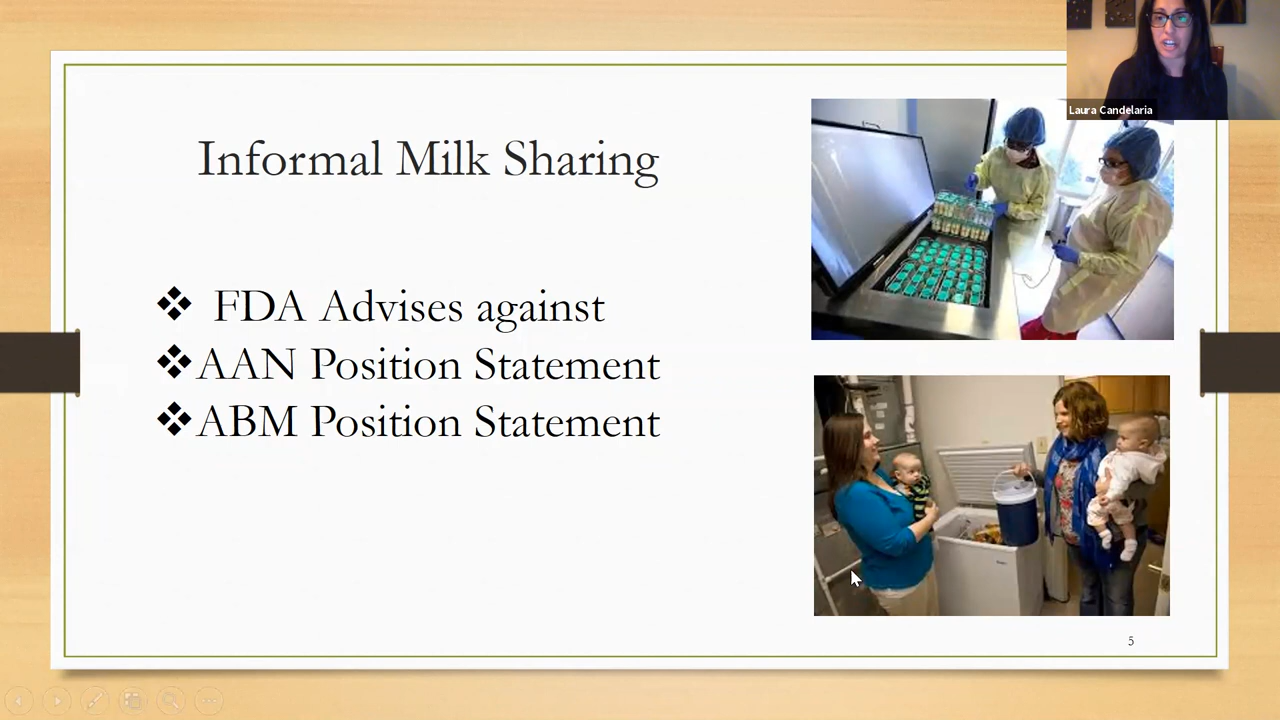 Laura Candelaria
Informal Milk Sharing
❖ FDA Advises against
❖AAN Position Statement
❖ABM Position Statement
5